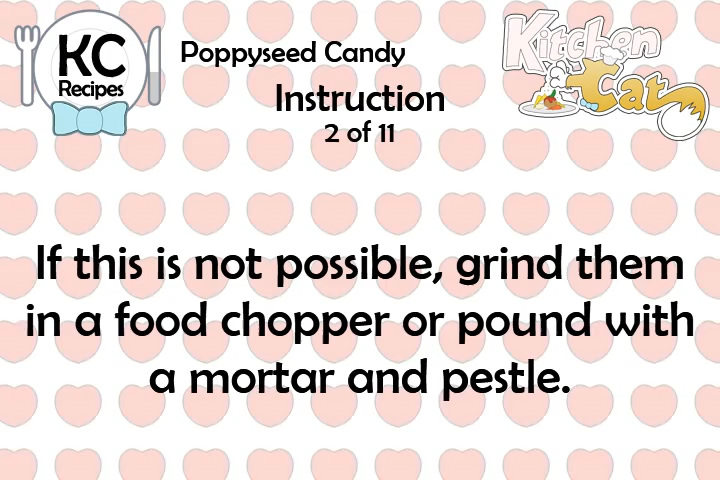 KC
Recipes
Poppyseed Candy
Instruction
2 of 11
Kitchen
Cat
If this is not possible, grind them
in a food chopper or pound with
a mortar and pestle.